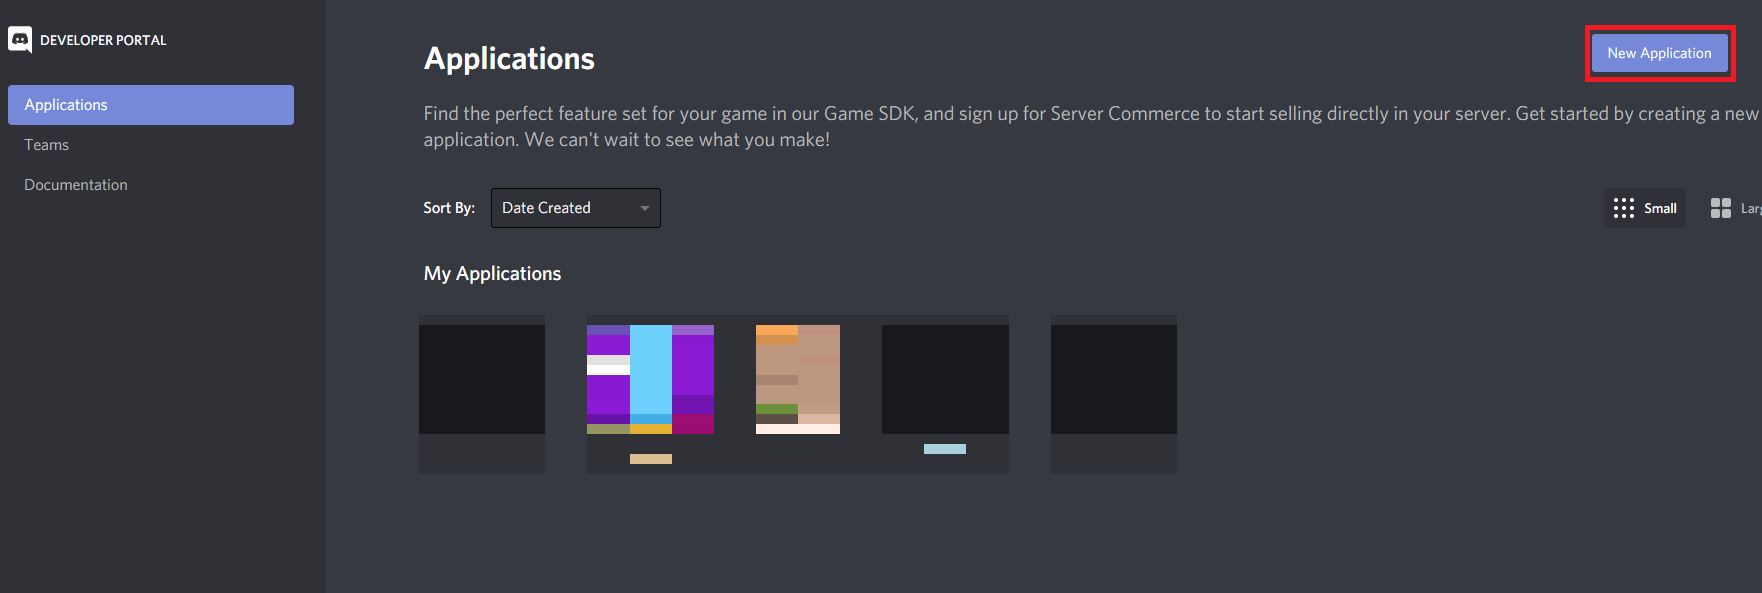 DEVELOPER PORTAL
Applications
Teams
Documentation
Applications
New Application
Find the perfect feature set for your game in our Game SDK, and sign up for Server Commerce to start selling directly in your server. Get started by creating a new
application. We can't wait to see what you make!
Sort By:
Date Created
Small
My Applications